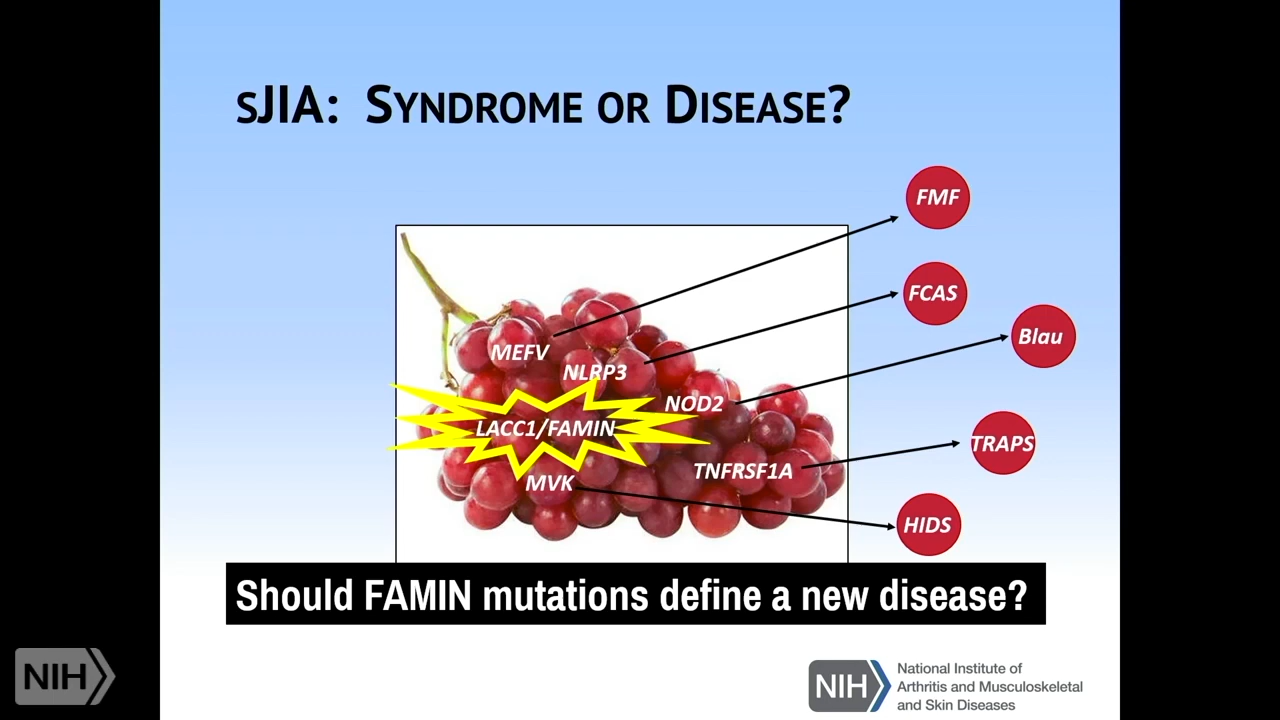 sJIA: Syndrome or Disease?
FMF
FCAS
Blau
MEFV
NLRP3
NOD2
LACC1/FAMIN
TNFRSF1A
TRAPS
MVK
HIDS
Should FAMIN mutations define a new disease?
NIH
NIH
National Institute of
Arthritis and Musculoskeletal
and Skin Diseases